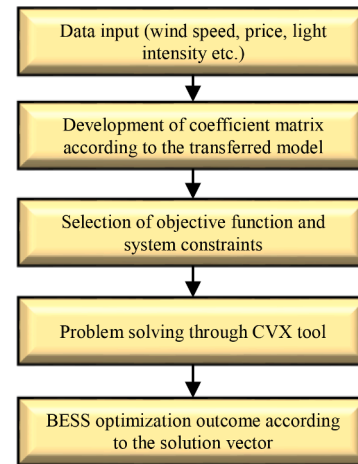 Data input (wind speed, price, light
intensity etc.)
Development of coefficient matrix
according to the transferred model
Selection of objective function and
system constraints
Problem solving through CVX tool
BESS optimization outcome according
to the solution vector